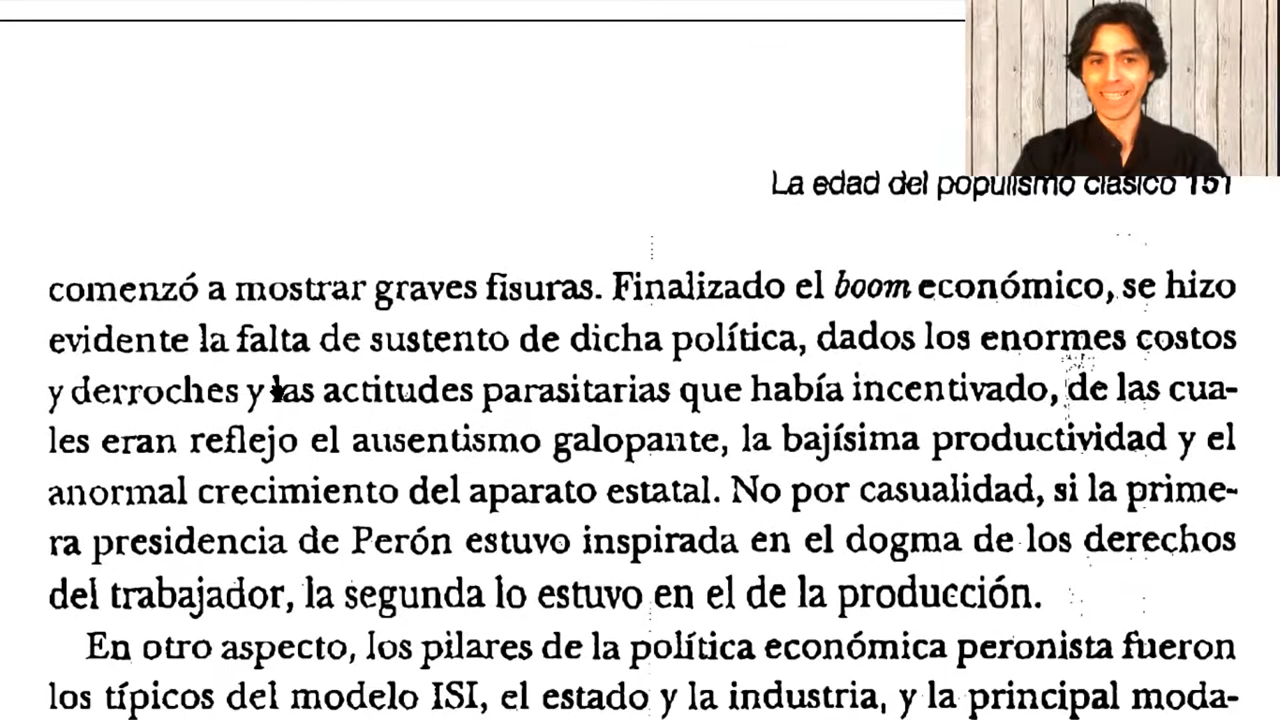 La edad del populismo clásico 151
comenzó a mostrar graves fisuras. Finalizado el boom económico, se hizo
evidente la falta de sustento de dicha política, dados los enormes costos
y derroches y las actitudes parasitarias que había incentivado, de las cua-
les eran reflejo el ausentismo galopante, la bajísima productividad y el
anormal crecimiento del aparato estatal. No por casualidad, si la prime-
ra presidencia de Perón estuvo inspirada en el dogma de los derechos
del trabajador, la segunda lo estuvo en el de la producción.
En otro aspecto, los pilares de la política económica peronista fueron
los típicos del modelo ISI, el estado y la industria, y la principal moda-